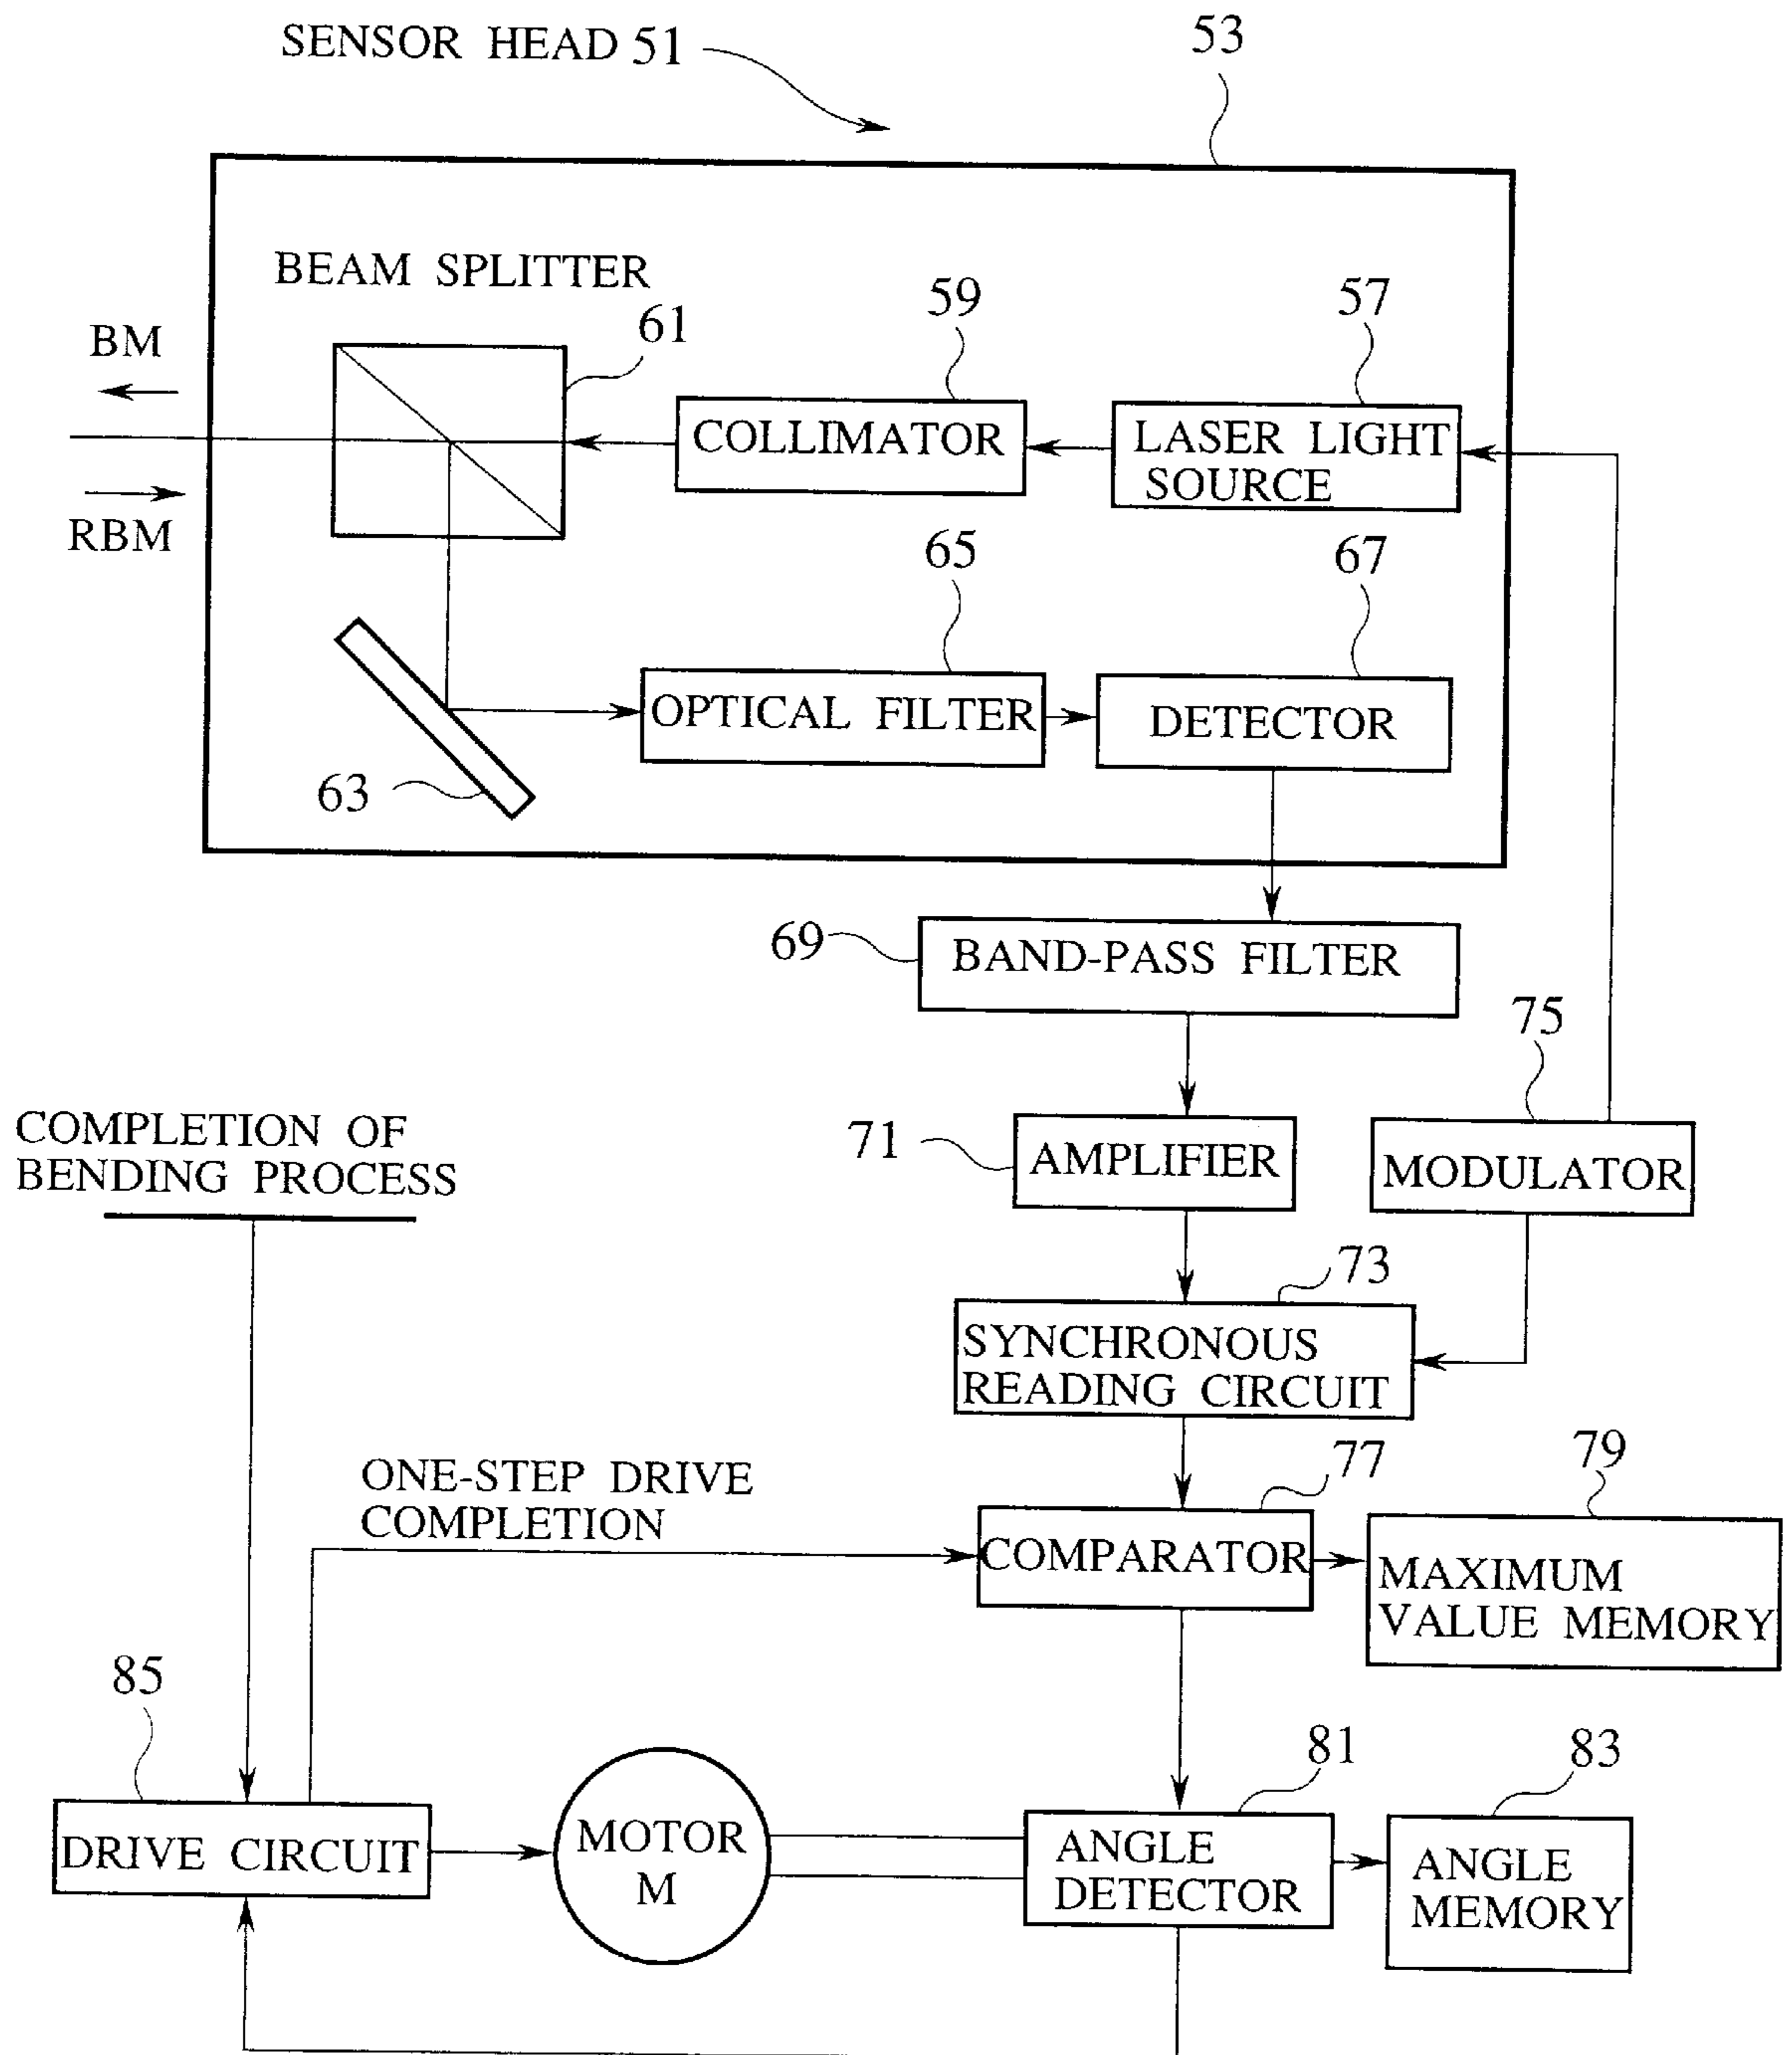 SENSOR HEAD 51
53
BEAM SPLITTER
61
59
57
BM
COLLIMATOR
LASER LIGHT
SOURCE
RBM
65
67
OPTICAL FILTER
DETECTOR
63
69
BAND-PASS FILTER
75
COMPLETION OF
BENDING PROCESS
71
AMPLIFIER
MODULATOR
73
SYNCHRONOUS
READING CIRCUIT
ONE-STEP DRIVE
COMPLETION
77
79
COMPARATOR
MAXIMUM
VALUE MEMORY
85
81
83
DRIVE CIRCUIT
MOTOR
M
ANGLE
DETECTOR
ANGLE
MEMORY